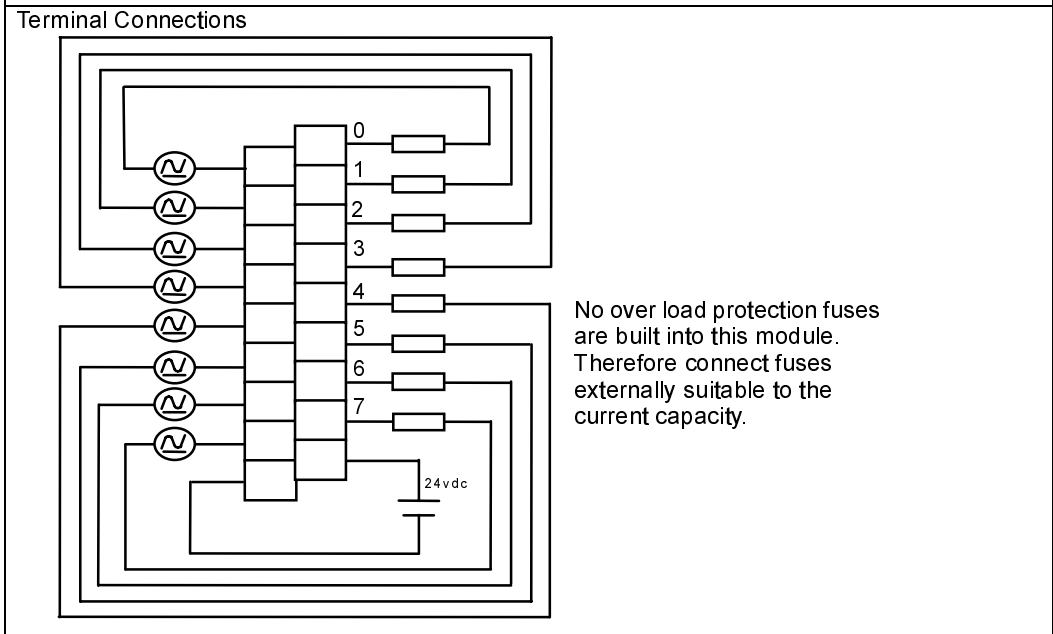 Terminal Connections
0
1
2
3
4
5
6
7
24vdc
No over load protection fuses
are built into this module.
Therefore connect fuses
externally suitable to the
current capacity.